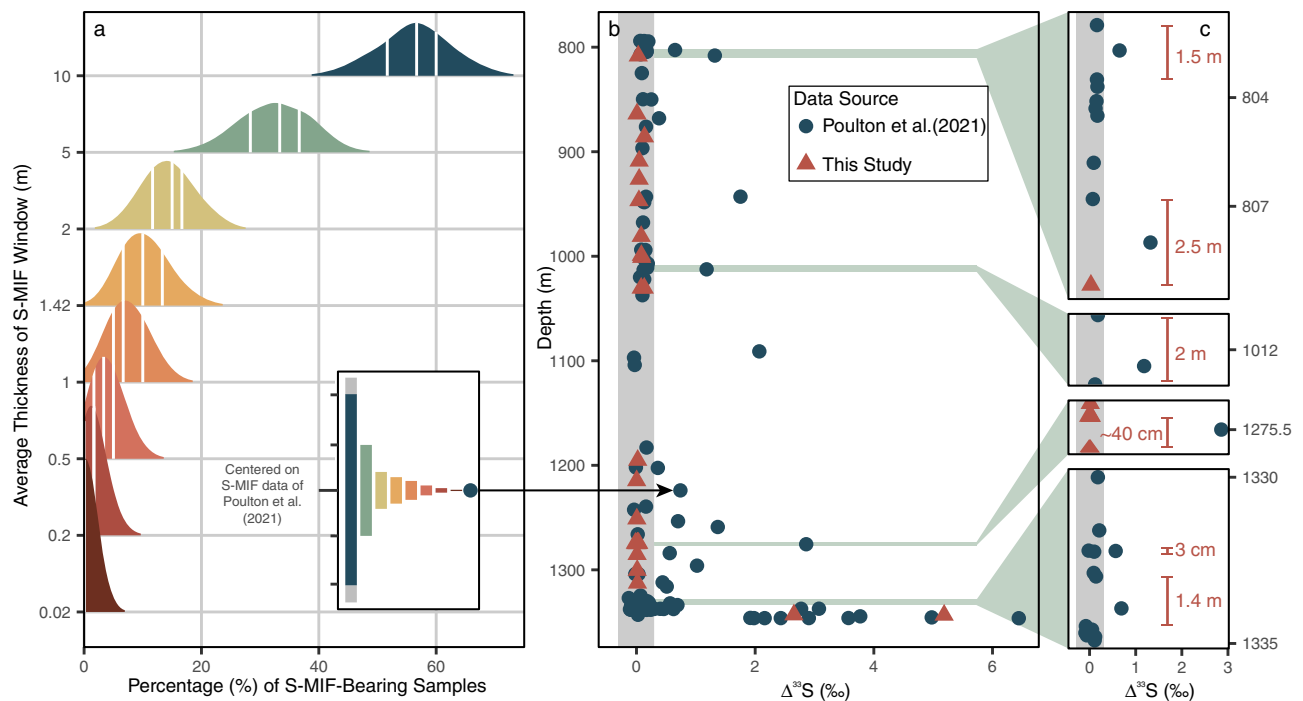 a
Average Thickness of S-MIF Window (m)
10
5
2
1.42
1
0.5
0.2
0.02
0
20
40
60
Percentage (%) of S-MIF-Bearing Samples
Centered on
S-MIF data of
Poulton et al.
(2021)
b
Depth (m)
800
900
1000
1100
1200
1300
0
2
4
6
Δ³³S (‰)
Data Source
Poulton et al.(2021)
This Study
c
1.5 m
804
807
2.5 m
2 m
1012
~40 cm
1275.5
1330
3 cm
1.4 m
1335
0
1
2
3
Δ³³S (‰)